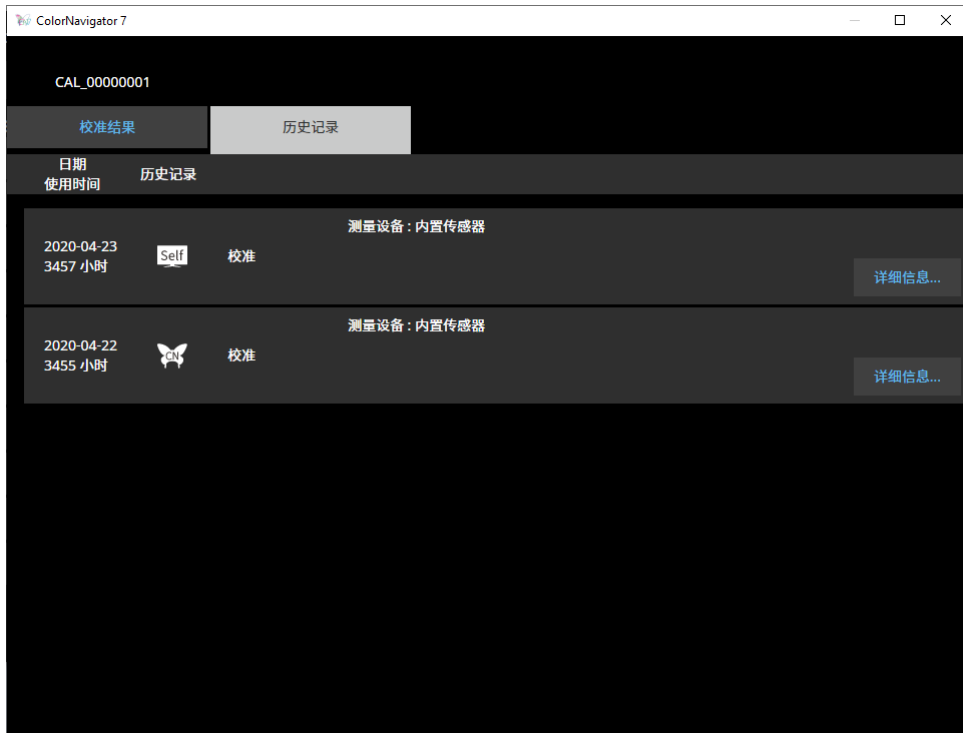 ColorNavigator 7
CAL_00000001
校准结果
历史记录
日期
使用时间
历史记录
测量设备 : 内置传感器
2020-04-23
3457 小时
Self
校准
详细信息...
测量设备 : 内置传感器
2020-04-22
3455 小时
CN
校准
详细信息...